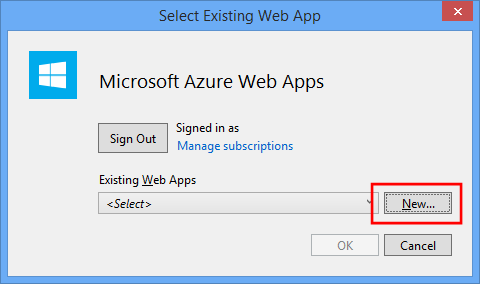 Select Existing Web App
Microsoft Azure Web Apps
Sign Out
Signed in as
Manage subscriptions
Existing Web Apps
<Select>
New...
OK
Cancel